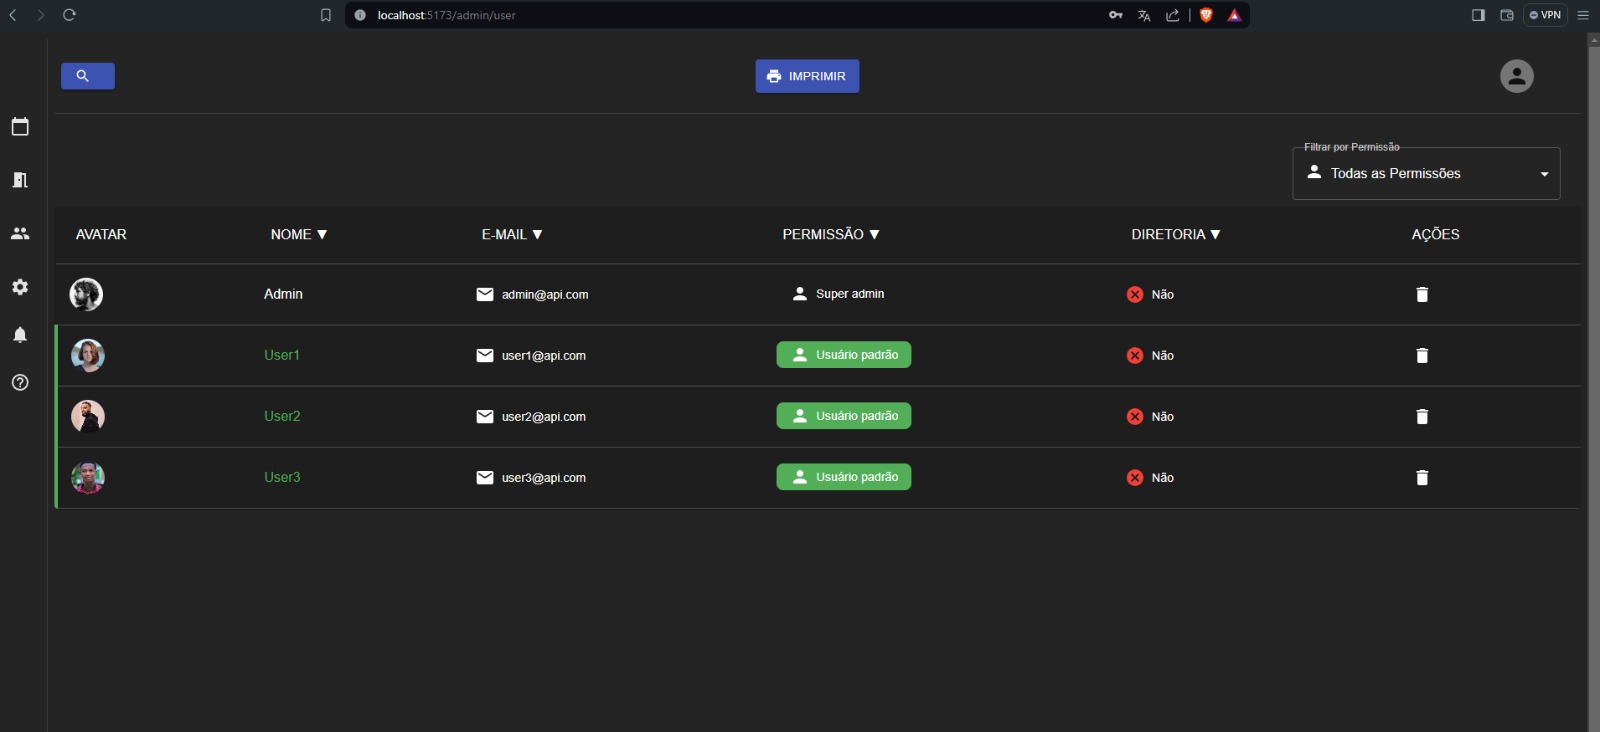 localhost:5173/admin/user
VPN
IMPRIMIR
Filtrar por Permissão
Todas as Permissões
AVATAR NOME ▼ E-MAIL ▼ PERMISSÃO ▼ DIRETORIA ▼ AÇÕES
Admin admin@api.com Super admin Não
User1 user1@api.com Usuário padrão Não
User2 user2@api.com Usuário padrão Não
User3 user3@api.com Usuário padrão Não